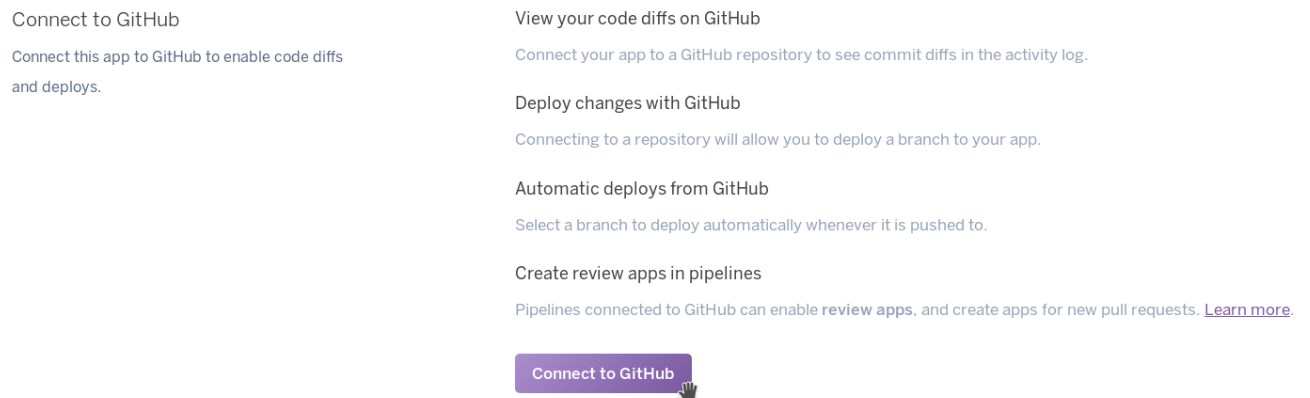 Connect to GitHub
Connect this app to GitHub to enable code diffs
and deploys.
View your code diffs on GitHub
Connect your app to a GitHub repository to see commit diffs in the activity log.
Deploy changes with GitHub
Connecting to a repository will allow you to deploy a branch to your app.
Automatic deploys from GitHub
Select a branch to deploy automatically whenever it is pushed to.
Create review apps in pipelines
Pipelines connected to GitHub can enable review apps, and create apps for new pull requests. Learn more.
Connect to GitHub